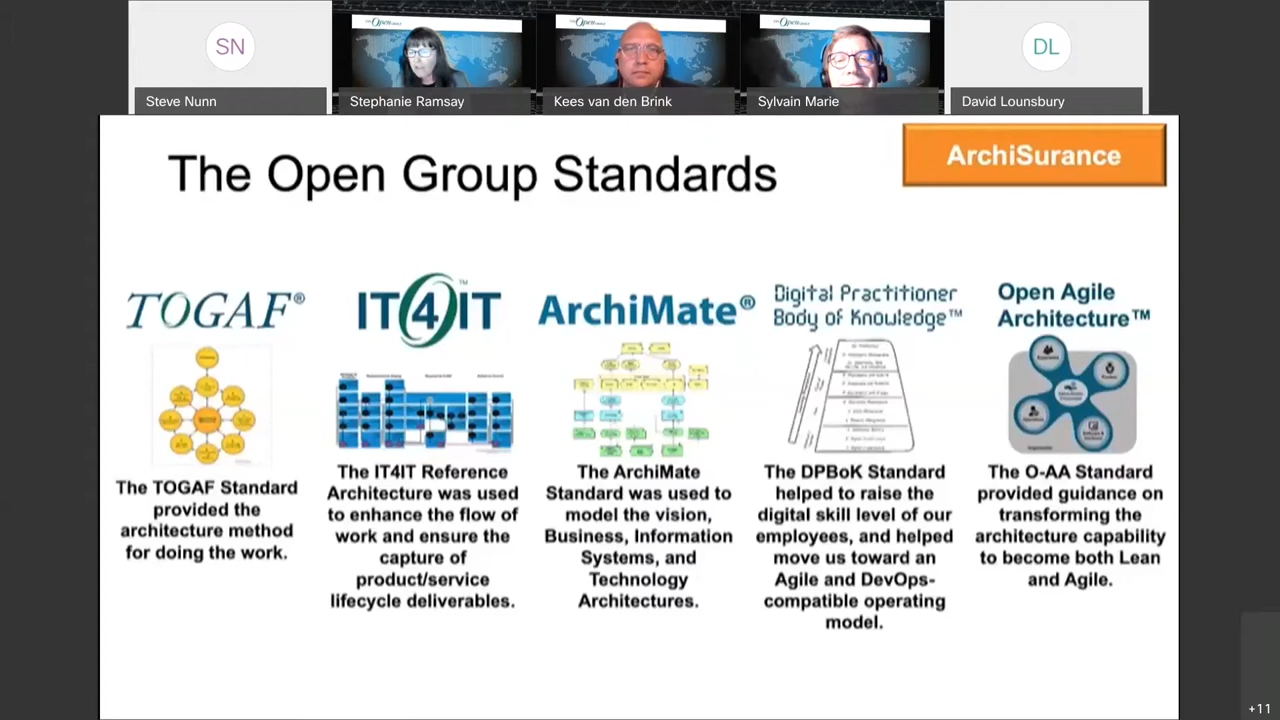 SN
DL
Steve Nunn
Stephanie Ramsay
Kees van den Brink
Sylvain Marie
David Lounsbury
The Open Group Standards
ArchiSurance
TOGAF®
IT4IT™
ArchiMate®
Digital Practitioner
Body of Knowledge™
Open Agile
Architecture™
The TOGAF Standard
provided the
architecture method
for doing the work.
The IT4IT Reference
Architecture was used
to enhance the flow of
work and ensure the
capture of
product/service
lifecycle deliverables.
The ArchiMate
Standard was used to
model the vision,
Business, Information
Systems, and
Technology
Architectures.
The DPBoK Standard
helped to raise the
digital skill level of our
employees, and helped
move us toward an
Agile and DevOps-
compatible operating
model.
The O-AA Standard
provided guidance on
transforming the
architecture capability
to become both Lean
and Agile.
+11